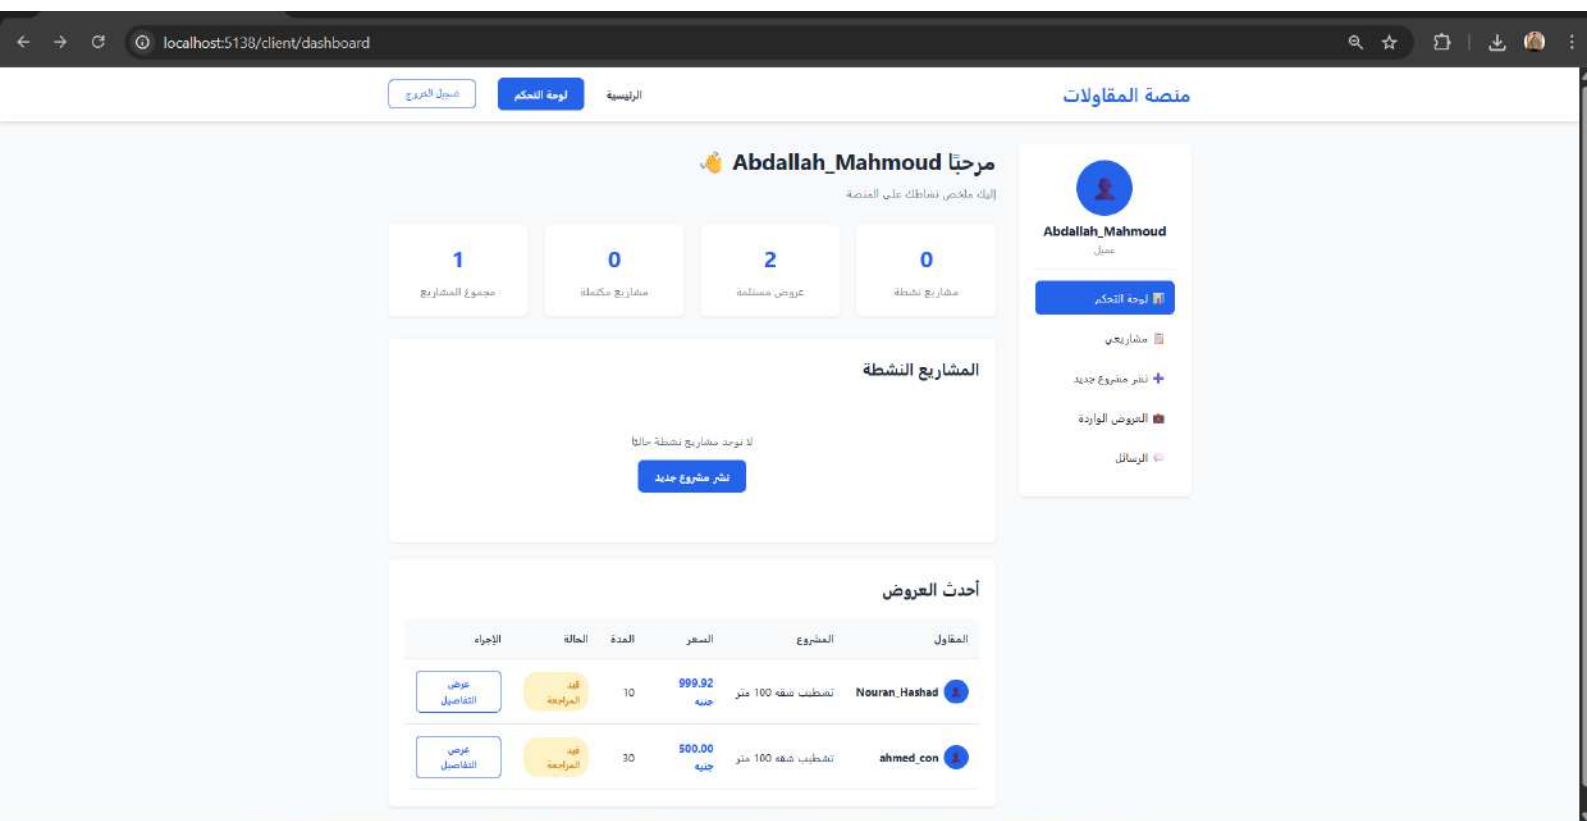 localhost:5138/client/dashboard
منصة المقاولات
الرئيسية
لوحة التحكم
تسجيل الخروج
Abdallah_Mahmoud
عميل
لوحة التحكم
مشاريعي
نشر مشروع جديد
العروض الواردة
الرسائل
مرحبًا Abdallah_Mahmoud
إليك ملخص نشاطك على المنصة
0
مشاريع نشطة
2
عروض مستلمة
0
مشاريع مكتملة
1
مجموع المشاريع
المشاريع النشطة
لا توجد مشاريع نشطة حاليًا
نشر مشروع جديد
أحدث العروض
المقاول المشروع السعر المدة الحالة الإجراء
Nouran_Hashad تشطيب شقه 100 متر 999.92 جنيه 10 قيد المراجعة عرض التفاصيل
ahmed_con تشطيب شقه 100 متر 500.00 جنيه 30 قيد المراجعة عرض التفاصيل